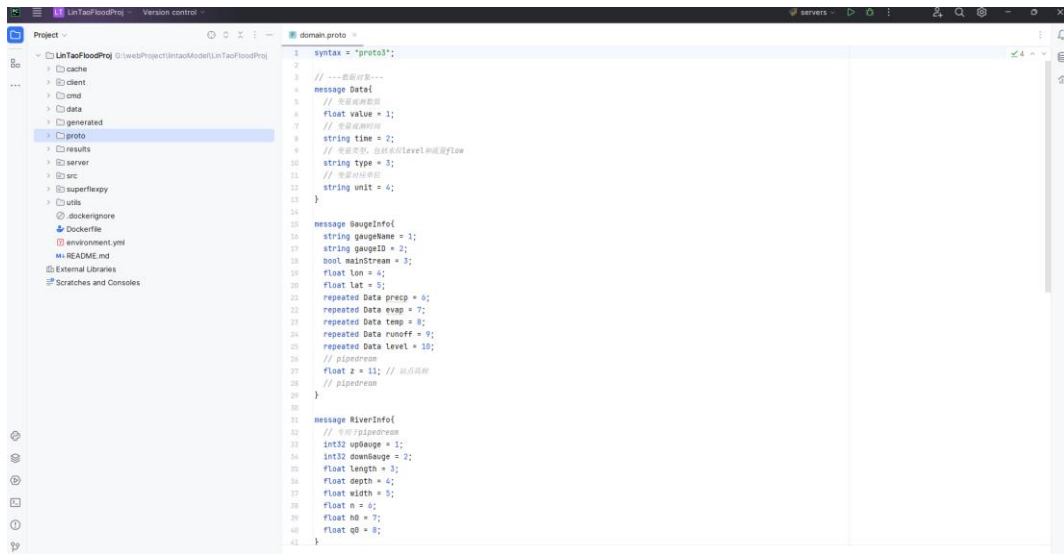 LT LinTaoFloodProj Version control servers
Project
LinTaoFloodProj G:\webProject\lintaoModel\LinTaoFloodProj
cache
client
cmd
data
generated
proto
results
server
src
superflexpy
utils
.dockerignore
Dockerfile
environment.yml
README.md
External Libraries
Scratches and Consoles
domain.proto
4
1 syntax = "proto3";
2
3 // ---数据对象---
4 message Data{
5 // 变量观测数值
6 float value = 1;
7 // 变量观测时间
8 string time = 2;
9 // 变量类型,包括水位level和流量flow
10 string type = 3;
11 // 变量对应单位
12 string unit = 4;
13 }
14
15 message GaugeInfo{
16 string gaugeName = 1;
17 string gaugeID = 2;
18 bool mainStream = 3;
19 float lon = 4;
20 float lat = 5;
21 repeated Data precp = 6;
22 repeated Data evap = 7;
23 repeated Data temp = 8;
24 repeated Data runoff = 9;
25 repeated Data level = 10;
26 // pipedream
27 float z = 11; // 站点高程
28 // pipedream
29 }
30
31 message RiverInfo{
32 // 专用于pipedream
33 int32 upGauge = 1;
34 int32 downGauge = 2;
35 float length = 3;
36 float depth = 4;
37 float width = 5;
38 float n = 6;
39 float h0 = 7;
40 float q0 = 8;
41 }